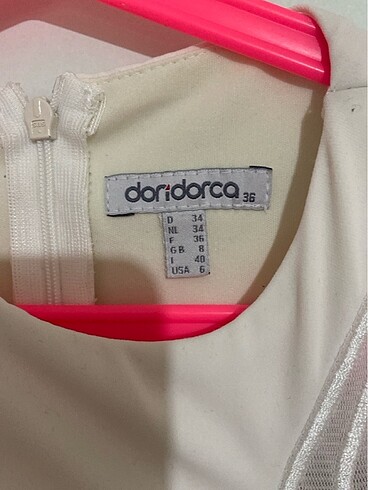 doridorca 36
D 34
NL 34
F 36
GB 8
I 40
USA 6